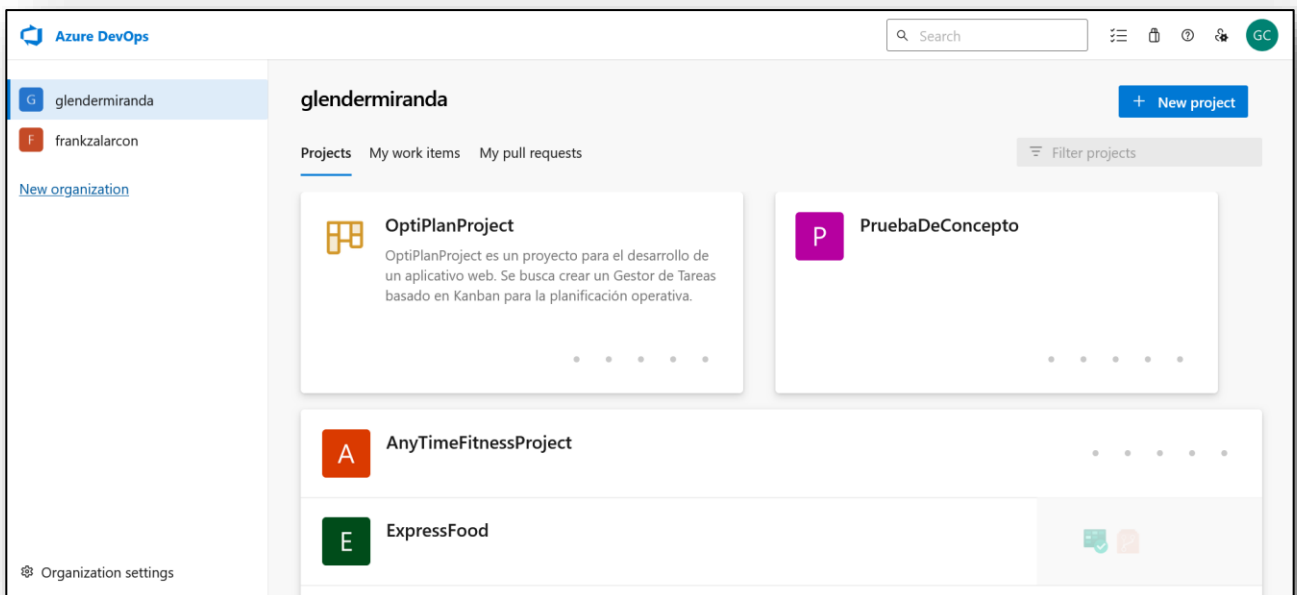 Azure DevOps
Search
GC
G glendermiranda
F frankzalarcon
New organization
Organization settings
glendermiranda
+ New project
Projects My work items My pull requests
Filter projects
OptiPlanProject
OptiPlanProject es un proyecto para el desarrollo de
un aplicativo web. Se busca crear un Gestor de Tareas
basado en Kanban para la planificación operativa.
P PruebaDeConcepto
A AnyTimeFitnessProject
E ExpressFood